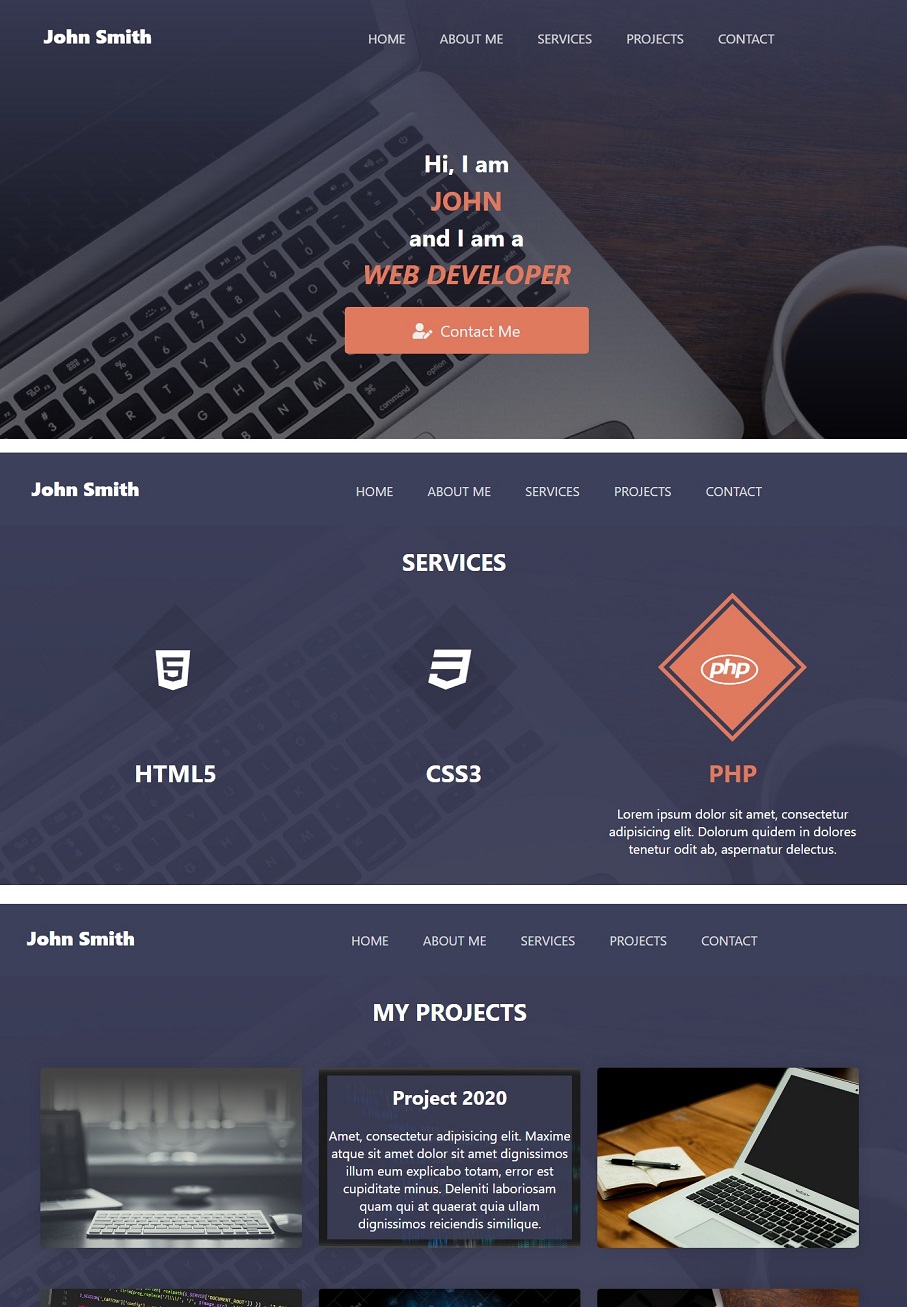 John Smith
HOME ABOUT ME SERVICES PROJECTS CONTACT
Hi, I am
JOHN
and I am a
WEB DEVELOPER
Contact Me
John Smith
HOME ABOUT ME SERVICES PROJECTS CONTACT
SERVICES
5
php
HTML5 CSS3 PHP
Lorem ipsum dolor sit amet, consectetur
adipisicing elit. Dolorum quidem in dolores
tenetur odit ab, aspernatur delectus.
John Smith
HOME ABOUT ME SERVICES PROJECTS CONTACT
MY PROJECTS
Project 2020
Amet, consectetur adipisicing elit. Maxime
atque sit amet dolor sit amet dignissimos
illum eum explicabo totam, error est
cupiditate minus. Deleniti laboriosam
quam qui at quaerat quia ullam
dignissimos reiciendis similique.